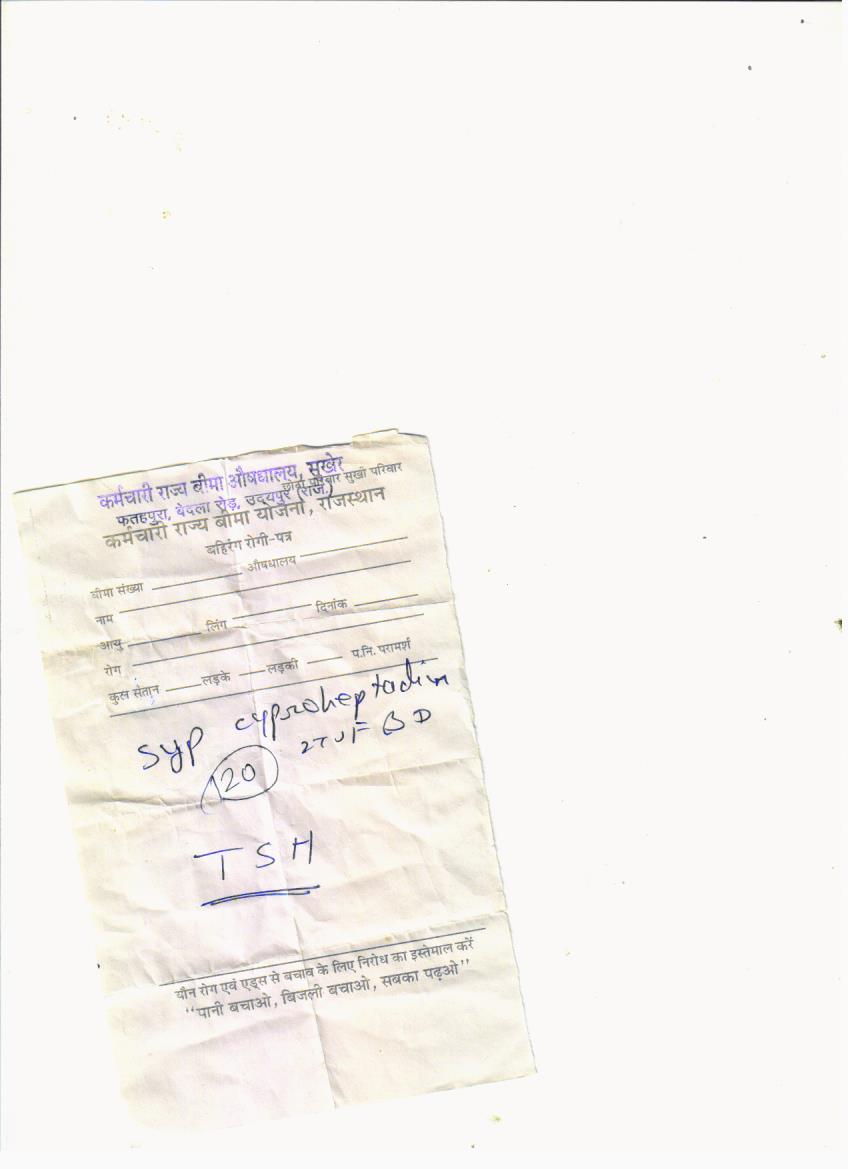 कर्मचारी राज्य बीमा औषधालय, सुखेर
छोटा परिवार सुखी परिवार
फतहपुरा, बेदला रोड़, उदयपुर (राज.)
कर्मचारी राज्य बीमा योजना, राजस्थान
बहिरंग रोगी-पत्र
बीमा संख्या औषधालय
नाम
आयु लिंग दिनांक
रोग
कुल संतान लड़के लड़की प.नि. परामर्श
Syp cyproheptadin
BD
120
TSH
यौन रोग एवं एड्स से बचाव के लिए निरोध का इस्तेमाल करें
‘‘पानी बचाओ, बिजली बचाओ, सबका पढ़ओ’’